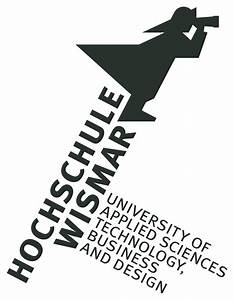 HOCHSCHULE
WISMAR
UNIVERSITY OF
APPLIED SCIENCES
TECHNOLOGY,
BUSINESS
AND DESIGN